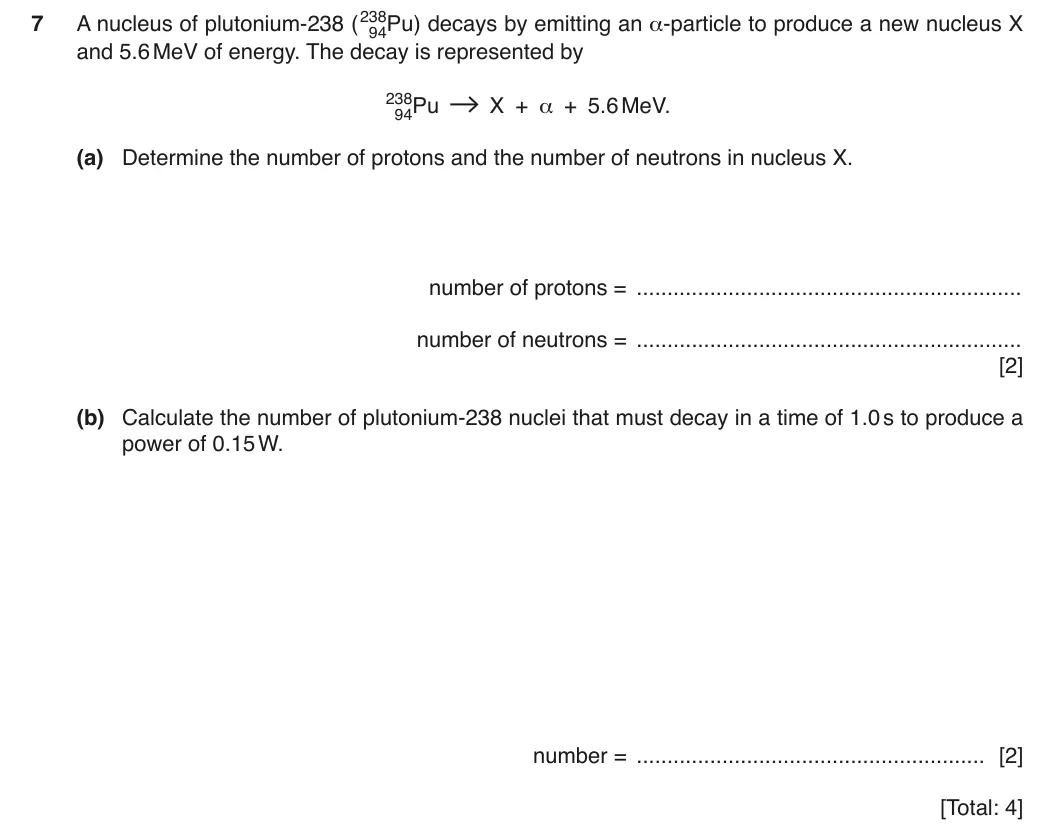 7 A nucleus of plutonium-238 (²³⁸₉₄Pu) decays by emitting an α-particle to produce a new nucleus X
and 5.6 MeV of energy. The decay is represented by
²³⁸₉₄Pu → X + α + 5.6 MeV.
(a) Determine the number of protons and the number of neutrons in nucleus X.
number of protons = ...............................................................
number of neutrons = ...............................................................
[2]
(b) Calculate the number of plutonium-238 nuclei that must decay in a time of 1.0 s to produce a
power of 0.15 W.
number = ......................................................... [2]
[Total: 4]